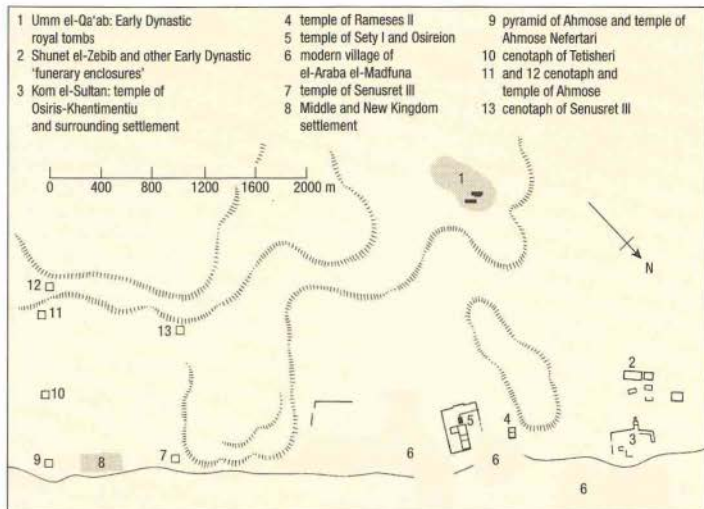 1 Umm el-Qa'ab: Early Dynastic
royal tombs
2 Shunet el-Zebib and other Early Dynastic
'funerary enclosures'
3 Kom el-Sultan: temple of
Osiris-Khentimentiu
and surrounding settlement
4 temple of Rameses II
5 temple of Sety I and Osireion
6 modern village of
el-Araba el-Madfuna
7 temple of Senusret III
8 Middle and New Kingdom
settlement
9 pyramid of Ahmose and temple of
Ahmose Nefertari
10 cenotaph of Tetisheri
11 and 12 cenotaph and
temple of Ahmose
13 cenotaph of Senusret III
0 400 800 1200 1600 2000 m
1
N
12
11
13
2
10
5
4
3
9
8
7
6
6
6